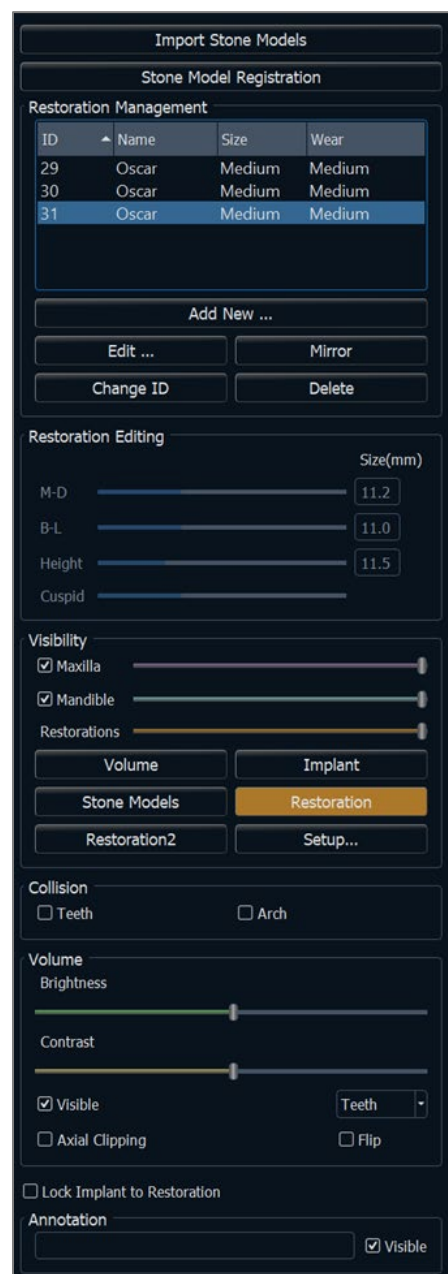 Import Stone Models
Stone Model Registration
Restoration Management
ID Name Size Wear
29 Oscar Medium Medium
30 Oscar Medium Medium
31 Oscar Medium Medium
Add New ...
Edit ... Mirror
Change ID Delete
Restoration Editing
Size(mm)
M-D 11.2
B-L 11.0
Height 11.5
Cuspid
Visibility
Maxilla
Mandible
Restorations
Volume Implant
Stone Models Restoration
Restoration2 Setup...
Collision
Teeth Arch
Volume
Brightness
Contrast
Visible Teeth
Axial Clipping Flip
Lock Implant to Restoration
Annotation
Visible